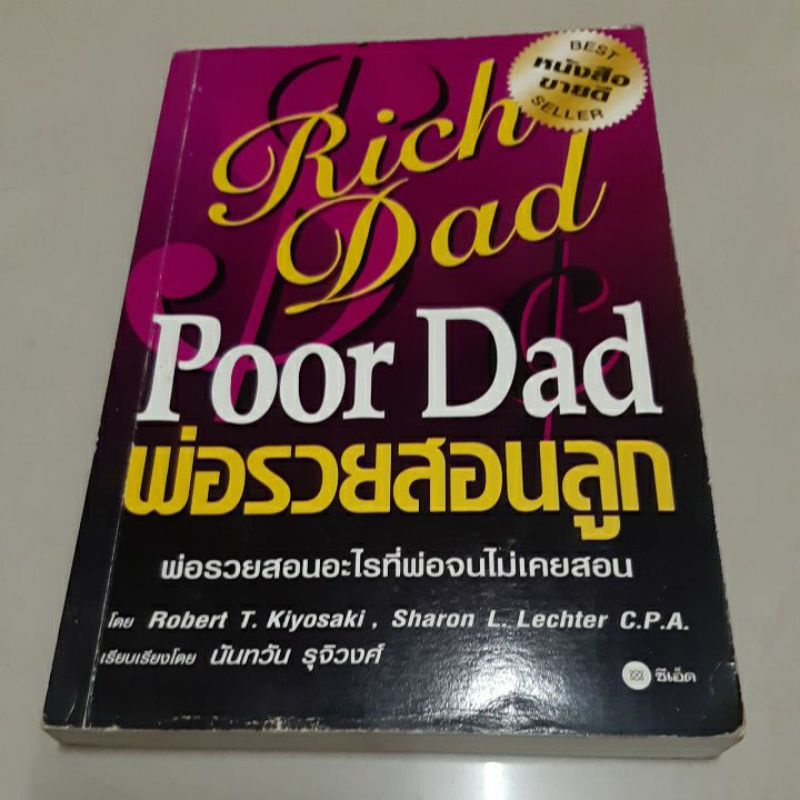 BEST
หนังสือ
ขายดี
SELLER
Rich
Dad
Poor Dad
พ่อรวยสอนลูก
พ่อรวยสอนอะไรที่พ่อจนไม่เคยสอน
โดย Robert T. Kiyosaki, Sharon L. Lechter C.P.A.
เรียบเรียงโดย นันทวัน รุจิวงศ์
ซีเอ็ด